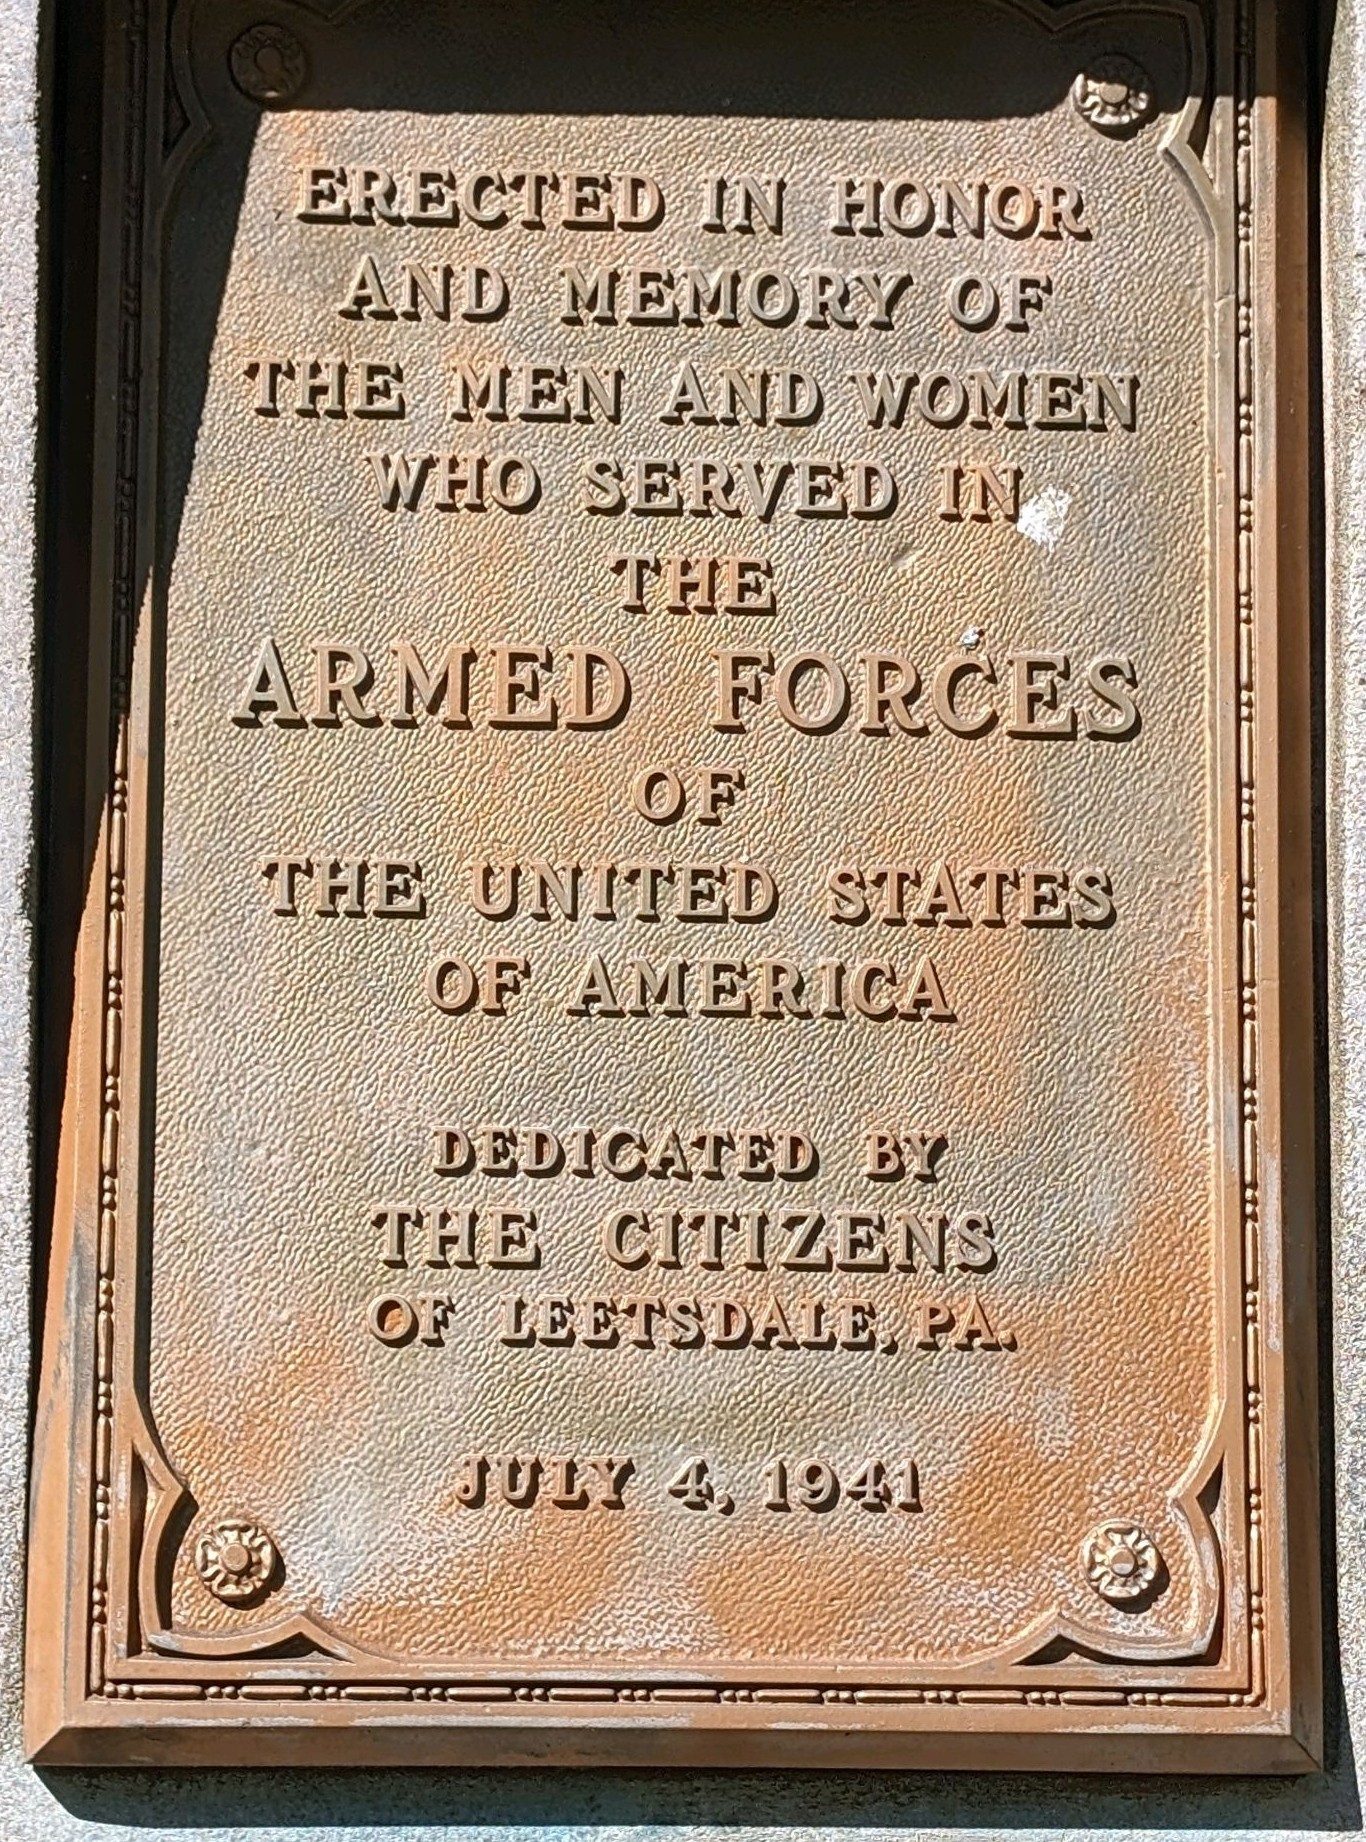 ERECTED IN HONOR
AND MEMORY OF
THE MEN AND WOMEN
WHO SERVED IN
THE
ARMED FORCES
OF
THE UNITED STATES
OF AMERICA
DEDICATED BY
THE CITIZENS
OF LEETSDALE, PA.
JULY 4, 1941